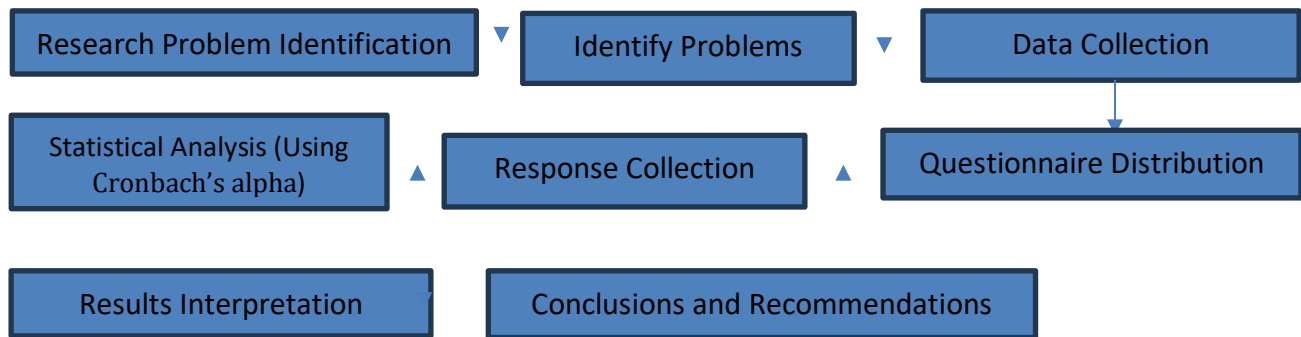 Research Problem Identification
Identify Problems
Data Collection
Statistical Analysis (Using
Cronbach’s alpha)
Response Collection
Questionnaire Distribution
Results Interpretation
Conclusions and Recommendations